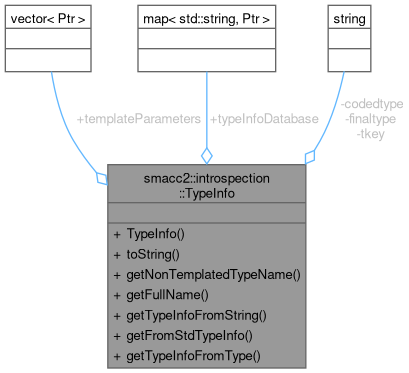 vector< Ptr >
map< std::string, Ptr >
string
+templateParameters
+typeInfoDatabase
-codedtype
-finaltype
-tkey
smacc2::introspection
::TypeInfo
+ TypeInfo()
+ toString()
+ getNonTemplatedTypeName()
+ getFullName()
+ getTypeInfoFromString()
+ getFromStdTypeInfo()
+ getTypeInfoFromType()